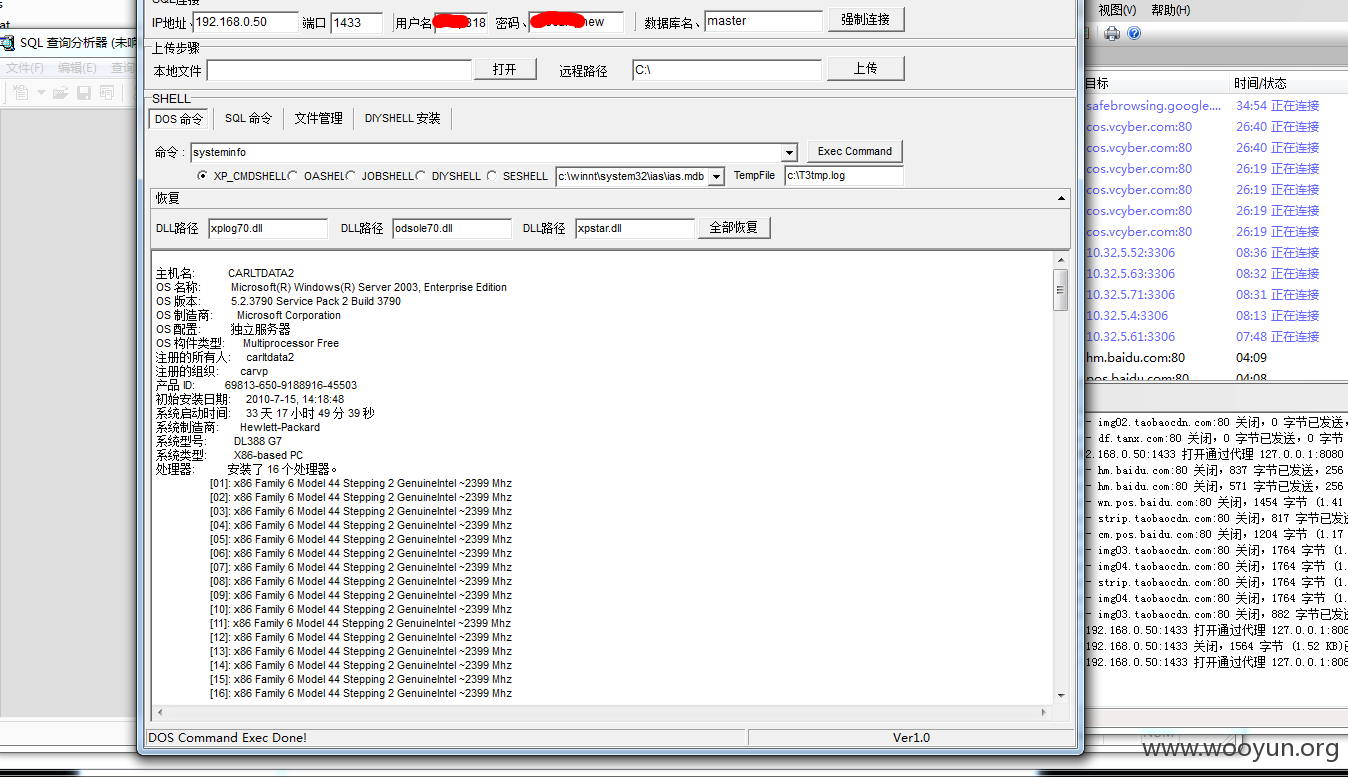 SQL 查询分析器 (未响
文件(F) 编辑(E) 查询
IP地址、 192.168.0.50 端口 1433 用户名 318 密码、 new 数据库名、 master 强制连接
上传步骤
本地文件 打开 远程路径 C:\ 上传
SHELL
DOS 命令 SQL 命令 文件管理 DIYSHELL 安装
命令 : systeminfo Exec Command
XP_CMDSHELL OASHELL JOBSHELL DIYSHELL SESHELL c:\winnt\system32\ias\ias.mdb TempFile c:\T3tmp.log
恢复
DLL路径 xplog70.dll DLL路径 odsole70.dll DLL路径 xpstar.dll 全部恢复
主机名: CARLTDATA2
OS 名称: Microsoft(R) Windows(R) Server 2003, Enterprise Edition
OS 版本: 5.2.3790 Service Pack 2 Build 3790
OS 制造商: Microsoft Corporation
OS 配置: 独立服务器
OS 构件类型: Multiprocessor Free
注册的所有人: carltdata2
注册的组织: carvp
产品 ID: 69813-650-9188916-45503
初始安装日期: 2010-7-15, 14:18:48
系统启动时间: 33 天 17 小时 49 分 39 秒
系统制造商: Hewlett-Packard
系统型号: DL388 G7
系统类型: X86-based PC
处理器: 安装了 16 个处理器。
[01]: x86 Family 6 Model 44 Stepping 2 GenuineIntel ~2399 Mhz
[02]: x86 Family 6 Model 44 Stepping 2 GenuineIntel ~2399 Mhz
[03]: x86 Family 6 Model 44 Stepping 2 GenuineIntel ~2399 Mhz
[04]: x86 Family 6 Model 44 Stepping 2 GenuineIntel ~2399 Mhz
[05]: x86 Family 6 Model 44 Stepping 2 GenuineIntel ~2399 Mhz
[06]: x86 Family 6 Model 44 Stepping 2 GenuineIntel ~2399 Mhz
[07]: x86 Family 6 Model 44 Stepping 2 GenuineIntel ~2399 Mhz
[08]: x86 Family 6 Model 44 Stepping 2 GenuineIntel ~2399 Mhz
[09]: x86 Family 6 Model 44 Stepping 2 GenuineIntel ~2399 Mhz
[10]: x86 Family 6 Model 44 Stepping 2 GenuineIntel ~2399 Mhz
[11]: x86 Family 6 Model 44 Stepping 2 GenuineIntel ~2399 Mhz
[12]: x86 Family 6 Model 44 Stepping 2 GenuineIntel ~2399 Mhz
[13]: x86 Family 6 Model 44 Stepping 2 GenuineIntel ~2399 Mhz
[14]: x86 Family 6 Model 44 Stepping 2 GenuineIntel ~2399 Mhz
[15]: x86 Family 6 Model 44 Stepping 2 GenuineIntel ~2399 Mhz
[16]: x86 Family 6 Model 44 Stepping 2 GenuineIntel ~2399 Mhz
DOS Command Exec Done! Ver1.0
视图(V) 帮助(H)
目标 时间/状态
safebrowsing.google.... 34:54 正在连接
cos.vcyber.com:80 26:40 正在连接
cos.vcyber.com:80 26:40 正在连接
cos.vcyber.com:80 26:19 正在连接
cos.vcyber.com:80 26:19 正在连接
cos.vcyber.com:80 26:19 正在连接
cos.vcyber.com:80 26:19 正在连接
10.32.5.52:3306 08:36 正在连接
10.32.5.63:3306 08:32 正在连接
10.32.5.71:3306 08:31 正在连接
10.32.5.4:3306 08:13 正在连接
10.32.5.61:3306 07:48 正在连接
hm.baidu.com:80 04:09
pos.baidu.com:80 04:08
- img02.taobaocdn.com:80 关闭, 0 字节已发送,
- df.tanx.com:80 关闭, 0 字节已发送, 0 字节
2.168.0.50:1433 打开通过代理 127.0.0.1:8080
- hm.baidu.com:80 关闭, 837 字节已发送, 256
- hm.baidu.com:80 关闭, 571 字节已发送, 256
- wn.pos.baidu.com:80 关闭, 1454 字节 (1.41
- strip.taobaocdn.com:80 关闭, 817 字节已发
- cm.pos.baidu.com:80 关闭, 1204 字节 (1.17
- img03.taobaocdn.com:80 关闭, 1764 字节 (1.
- img04.taobaocdn.com:80 关闭, 1764 字节 (1.
- strip.taobaocdn.com:80 关闭, 1764 字节 (1.
- img04.taobaocdn.com:80 关闭, 1764 字节 (1.
- img03.taobaocdn.com:80 关闭, 882 字节已发
192.168.0.50:1433 打开通过代理 127.0.0.1:808
192.168.0.50:1433 关闭, 1564 字节 (1.52 KB)
192.168.0.50:1433 打开通过代理 127.0.0.1:808
www.wooyun.org